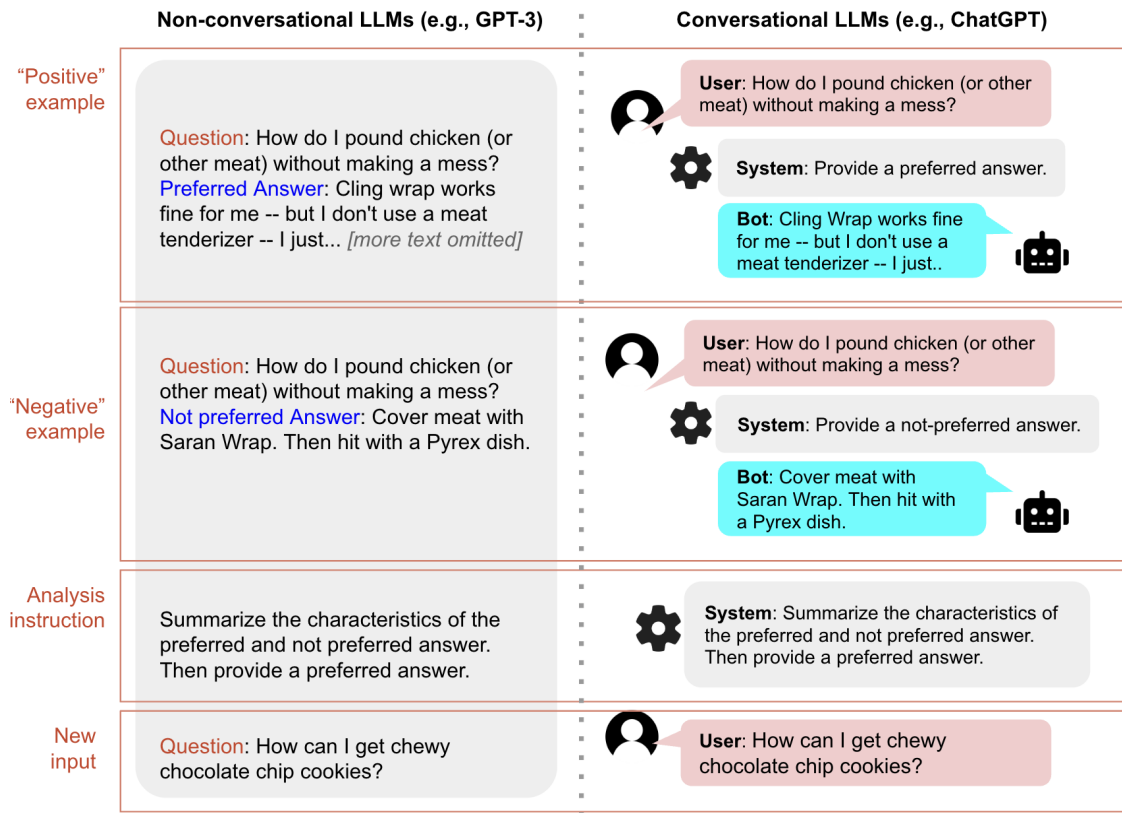 Non-conversational LLMs (e.g., GPT-3)
Conversational LLMs (e.g., ChatGPT)
“Positive”
example
Question: How do I pound chicken (or
other meat) without making a mess?
Preferred Answer: Cling wrap works
fine for me -- but I don't use a meat
tenderizer -- I just... [more text omitted]
User: How do I pound chicken (or other
meat) without making a mess?
System: Provide a preferred answer.
Bot: Cling Wrap works fine
for me -- but I don't use a
meat tenderizer -- I just..
“Negative”
example
Question: How do I pound chicken (or
other meat) without making a mess?
Not preferred Answer: Cover meat with
Saran Wrap. Then hit with a Pyrex dish.
User: How do I pound chicken (or other
meat) without making a mess?
System: Provide a not-preferred answer.
Bot: Cover meat with
Saran Wrap. Then hit with
a Pyrex dish.
Analysis
instruction
Summarize the characteristics of the
preferred and not preferred answer.
Then provide a preferred answer.
System: Summarize the characteristics of
the preferred and not preferred answer.
Then provide a preferred answer.
New
input
Question: How can I get chewy
chocolate chip cookies?
User: How can I get chewy
chocolate chip cookies?